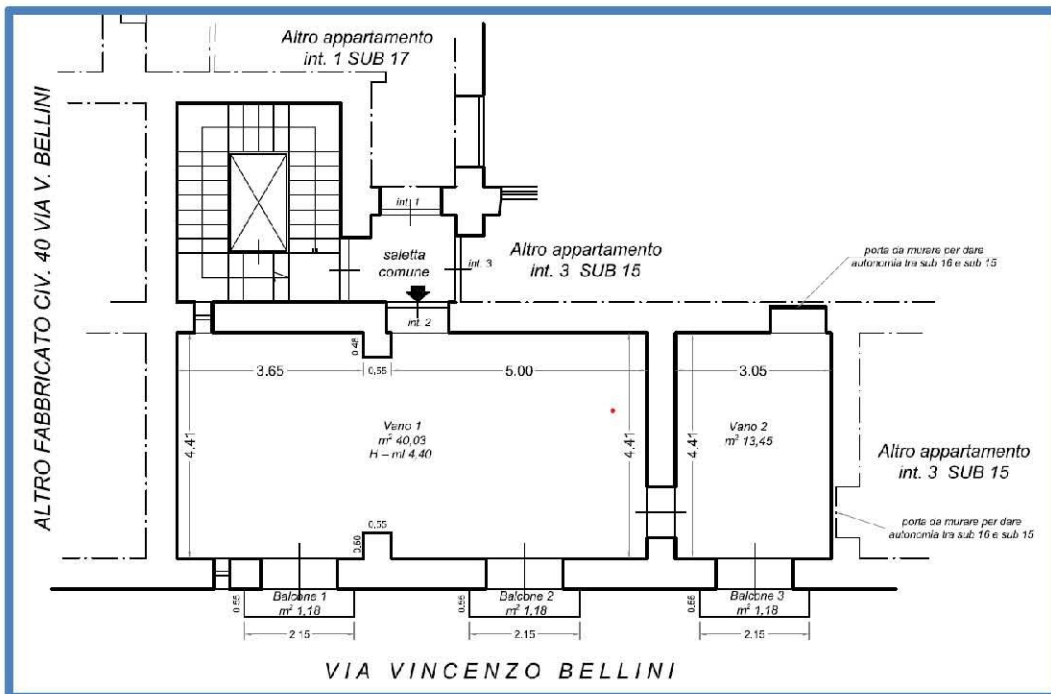 Altro appartamento
int. 1 SUB 17
ALTRO FABBRICATO CIV. 40 VIA V. BELLINI
int. 1
saletta
comune
int. 3
Altro appartamento
int. 3 SUB 15
porta da murare per dare
autonomia tra sub 16 e sub 15
int. 2
0.48
3.65
0,55
5.00
3.05
4.41
Vano 1
m² 40,03
H – ml 4,40
4.41
4.41
Vano 2
m² 13,45
Altro appartamento
int. 3 SUB 15
porta da murare per dare
autonomia tra sub 16 e sub 15
0,55
0.60
0.55
Balcone 1
m² 1,18
0.55
Balcone 2
m² 1,18
0.55
Balcone 3
m² 1,18
2.15
2.15
2.15
VIA VINCENZO BELLINI